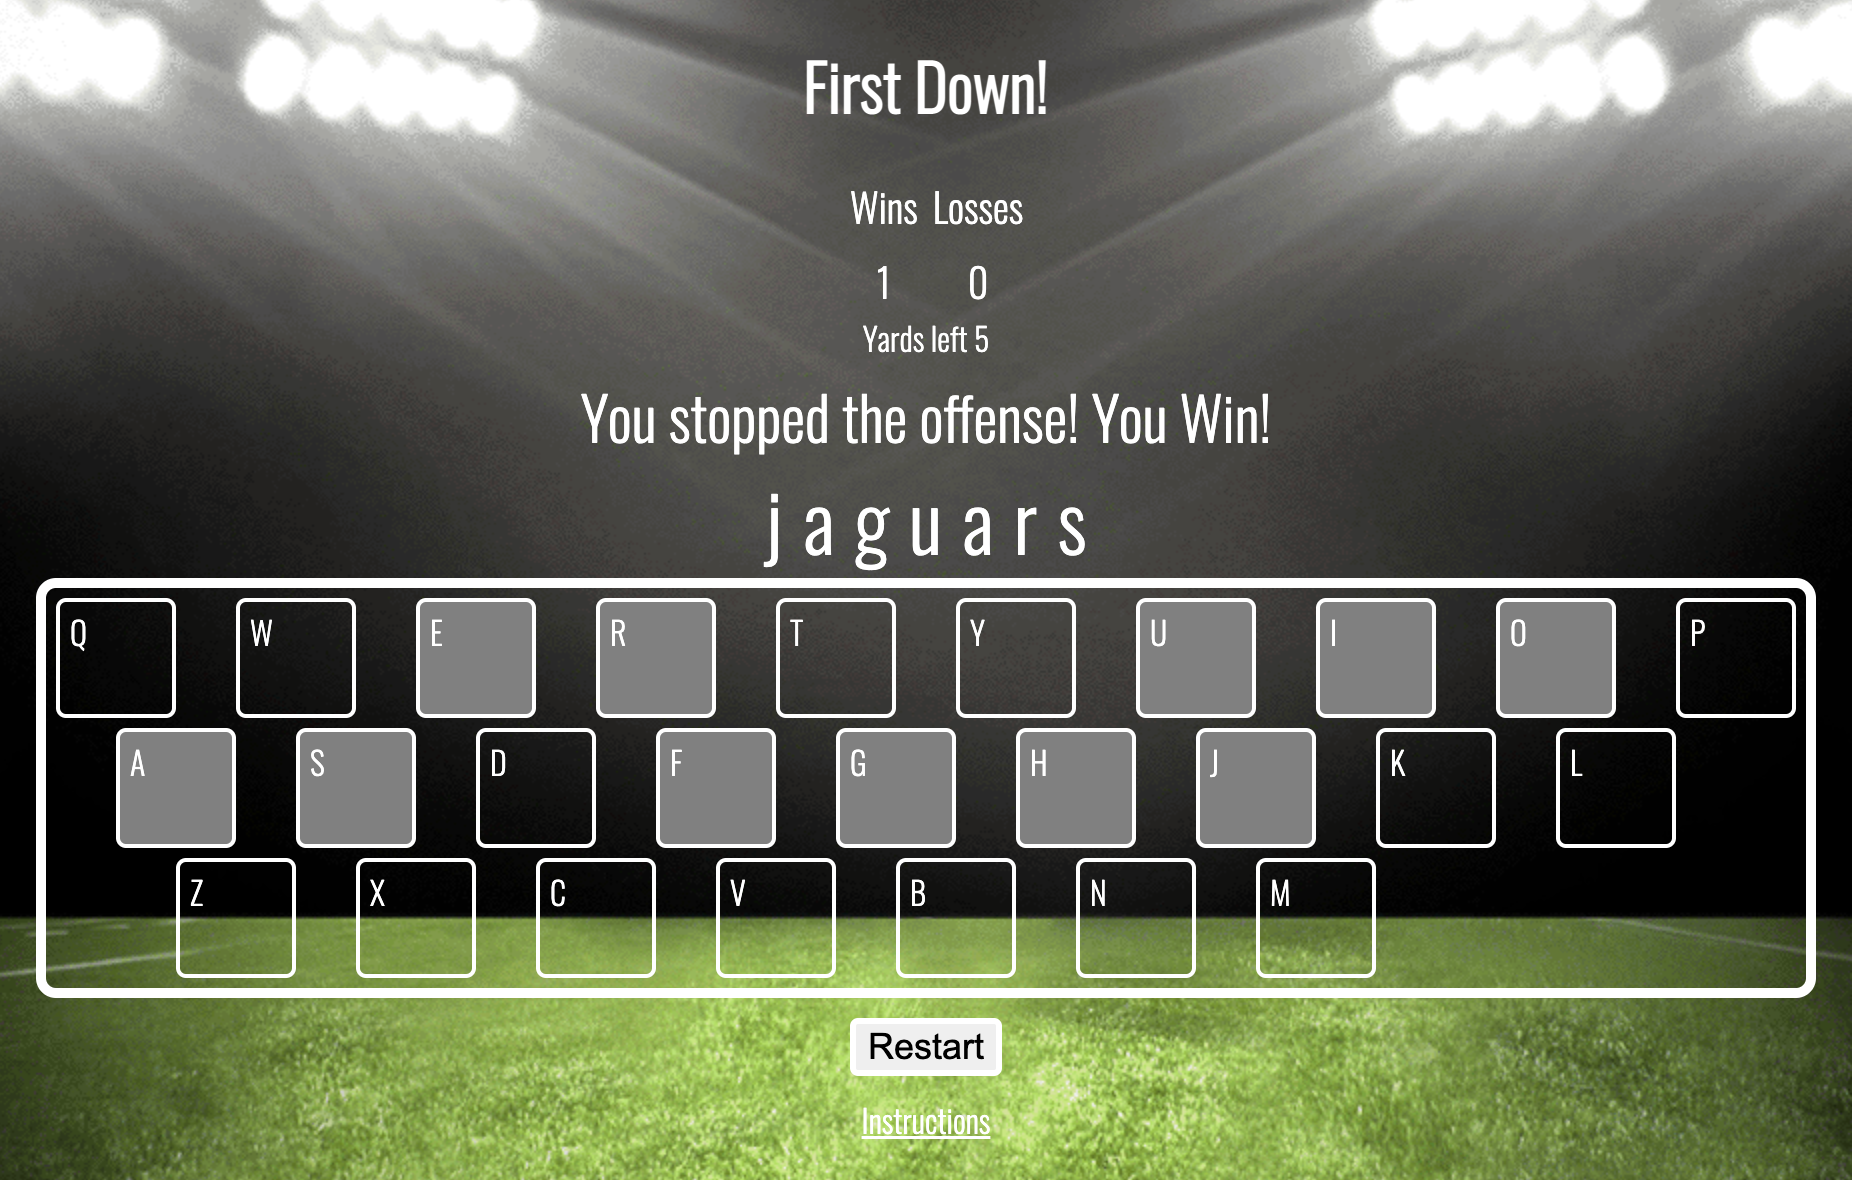 First Down!
Wins Losses
1 0
Yards left 5
You stopped the offense! You Win!
j a g u a r s
Q W E R T Y U I O P
A S D F G H J K L
Z X C V B N M
Restart
Instructions